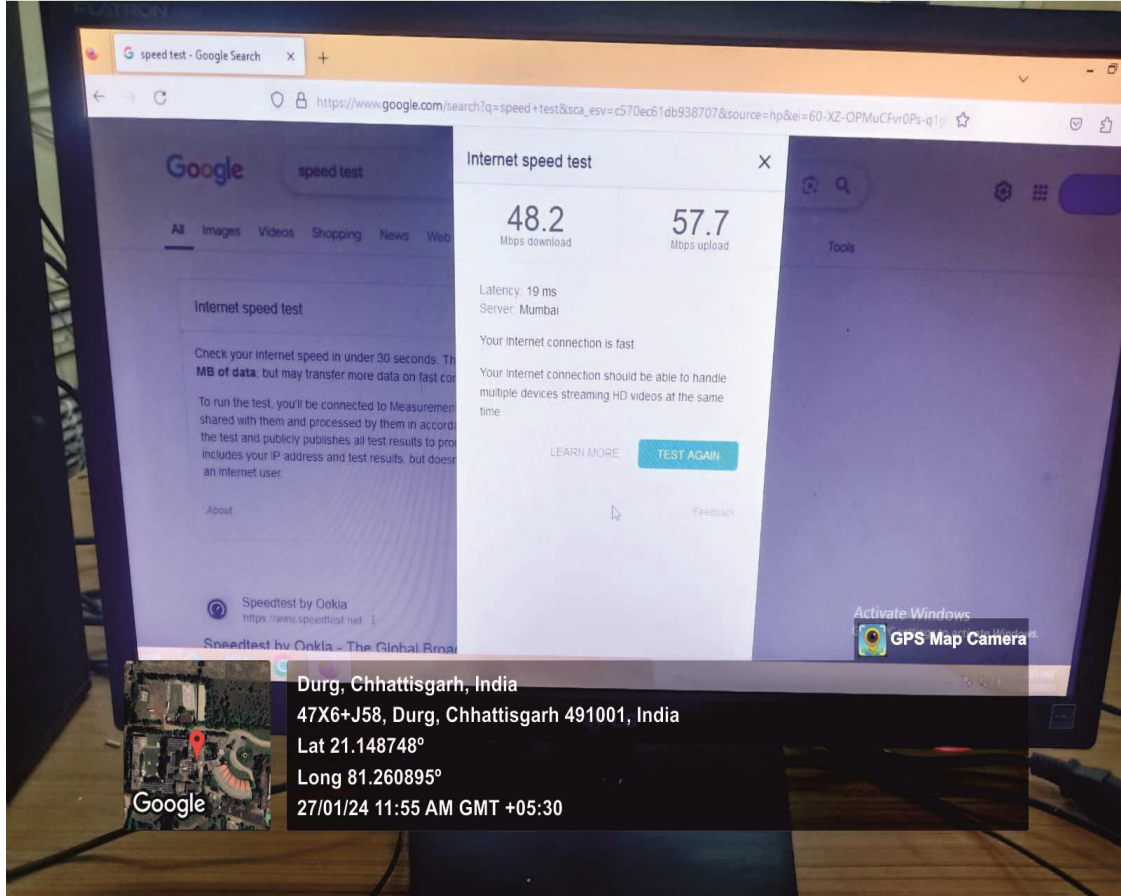 FLATRON
speed test - Google Search
https://www.google.com/search?q=speed+test&sca_esv=c570ec61db938707&source=hp&ei=60-XZ-OPMuCFvr0Ps-q1
Google
speed test
All Images Videos Shopping News Web Tools
Internet speed test
Check your Internet speed in under 30 seconds. Th
MB of data, but may transfer more data on fast con
To run the test, you'll be connected to Measuremen
shared with them and processed by them in accorda
the test and publicly publishes all test results to pro
includes your IP address and test results, but doesn
an Internet user.
About
Speedtest by Ookla
https://www.speedtest.net
Speedtest by Ookla - The Global Broa
Internet speed test
48.2 57.7
Mbps download Mbps upload
Latency: 19 ms
Server: Mumbai
Your Internet connection is fast
Your Internet connection should be able to handle
multiple devices streaming HD videos at the same
time
LEARN MORE TEST AGAIN
Feedback
Activate Windows
Windows.
GPS Map Camera
Durg, Chhattisgarh, India
47X6+J58, Durg, Chhattisgarh 491001, India
Lat 21.148748°
Long 81.260895°
27/01/24 11:55 AM GMT +05:30
Google